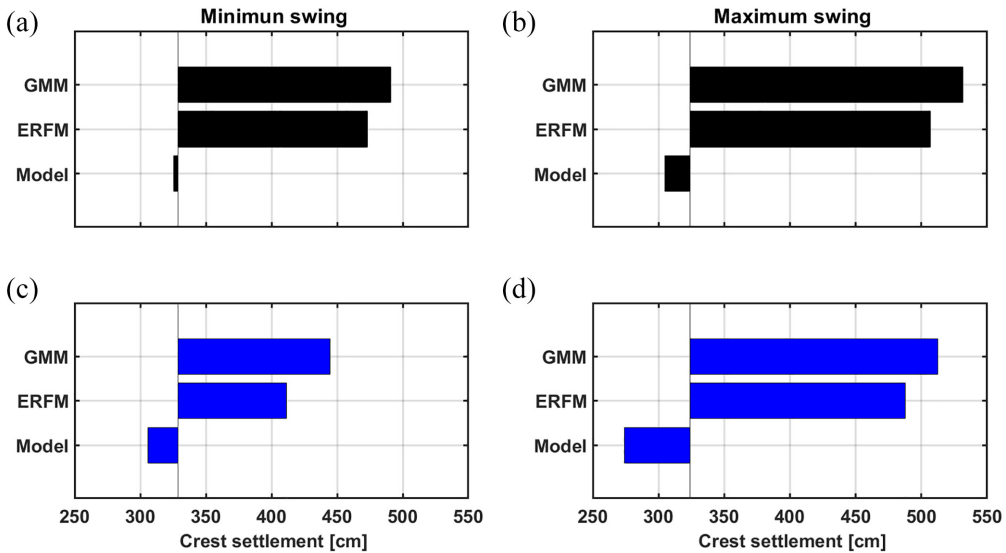 (a)
Minimun swing
GMM
ERFM
Model
(b)
Maximum swing
GMM
ERFM
Model
(c)
GMM
ERFM
Model
250 300 350 400 450 500 550
Crest settlement [cm]
(d)
GMM
ERFM
Model
250 300 350 400 450 500 550
Crest settlement [cm]